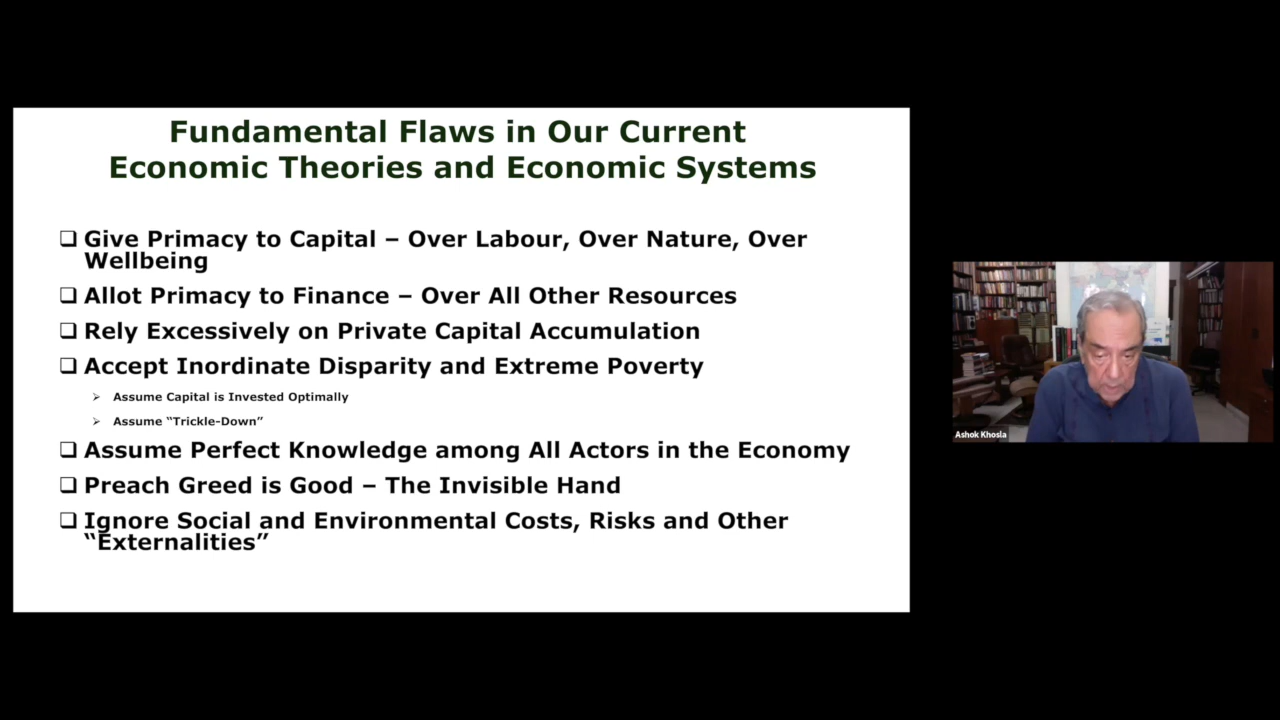 Fundamental Flaws in Our Current
Economic Theories and Economic Systems
❑ Give Primacy to Capital – Over Labour, Over Nature, Over
Wellbeing
❑ Allot Primacy to Finance – Over All Other Resources
❑ Rely Excessively on Private Capital Accumulation
❑ Accept Inordinate Disparity and Extreme Poverty
➢ Assume Capital is Invested Optimally
➢ Assume “Trickle-Down”
❑ Assume Perfect Knowledge among All Actors in the Economy
❑ Preach Greed is Good – The Invisible Hand
❑ Ignore Social and Environmental Costs, Risks and Other
“Externalities”
Ashok Khosla